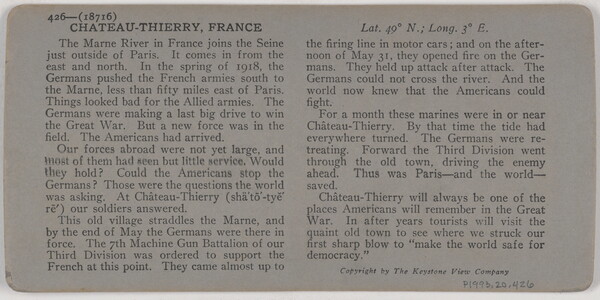 426—(18716)
CHATEAU-THIERRY, FRANCE
The Marne River in France joins the Seine
just outside of Paris. It comes in from the
east and north. In the spring of 1918, the
Germans pushed the French armies south to
the Marne, less than fifty miles east of Paris.
Things looked bad for the Allied armies. The
Germans were making a last big drive to win
the Great War. But a new force was in the
field. The Americans had arrived.
Our forces abroad were not yet large, and
most of them had seen but little service. Would
they hold? Could the Americans stop the
Germans? Those were the questions the world
was asking. At Château-Thierry (shä'tō'-tyĕ'
rē') our soldiers answered.
This old village straddles the Marne, and
by the end of May the Germans were there in
force. The 7th Machine Gun Battalion of our
Third Division was ordered to support the
French at this point. They came almost up to
Lat. 49° N.; Long. 3° E.
the firing line in motor cars; and on the after-
noon of May 31, they opened fire on the Ger-
mans. They held up attack after attack. The
Germans could not cross the river. And the
world now knew that the Americans could
fight.
For a month these marines were in or near
Château-Thierry. By that time the tide had
everywhere turned. The Germans were re-
treating. Forward the Third Division went
through the old town, driving the enemy
ahead. Thus was Paris—and the world—
saved.
Château-Thierry will always be one of the
places Americans will remember in the Great
War. In after years tourists will visit the
quaint old town to see where we struck our
first sharp blow to "make the world safe for
democracy."
Copyright by The Keystone View Company
P1993.20.426